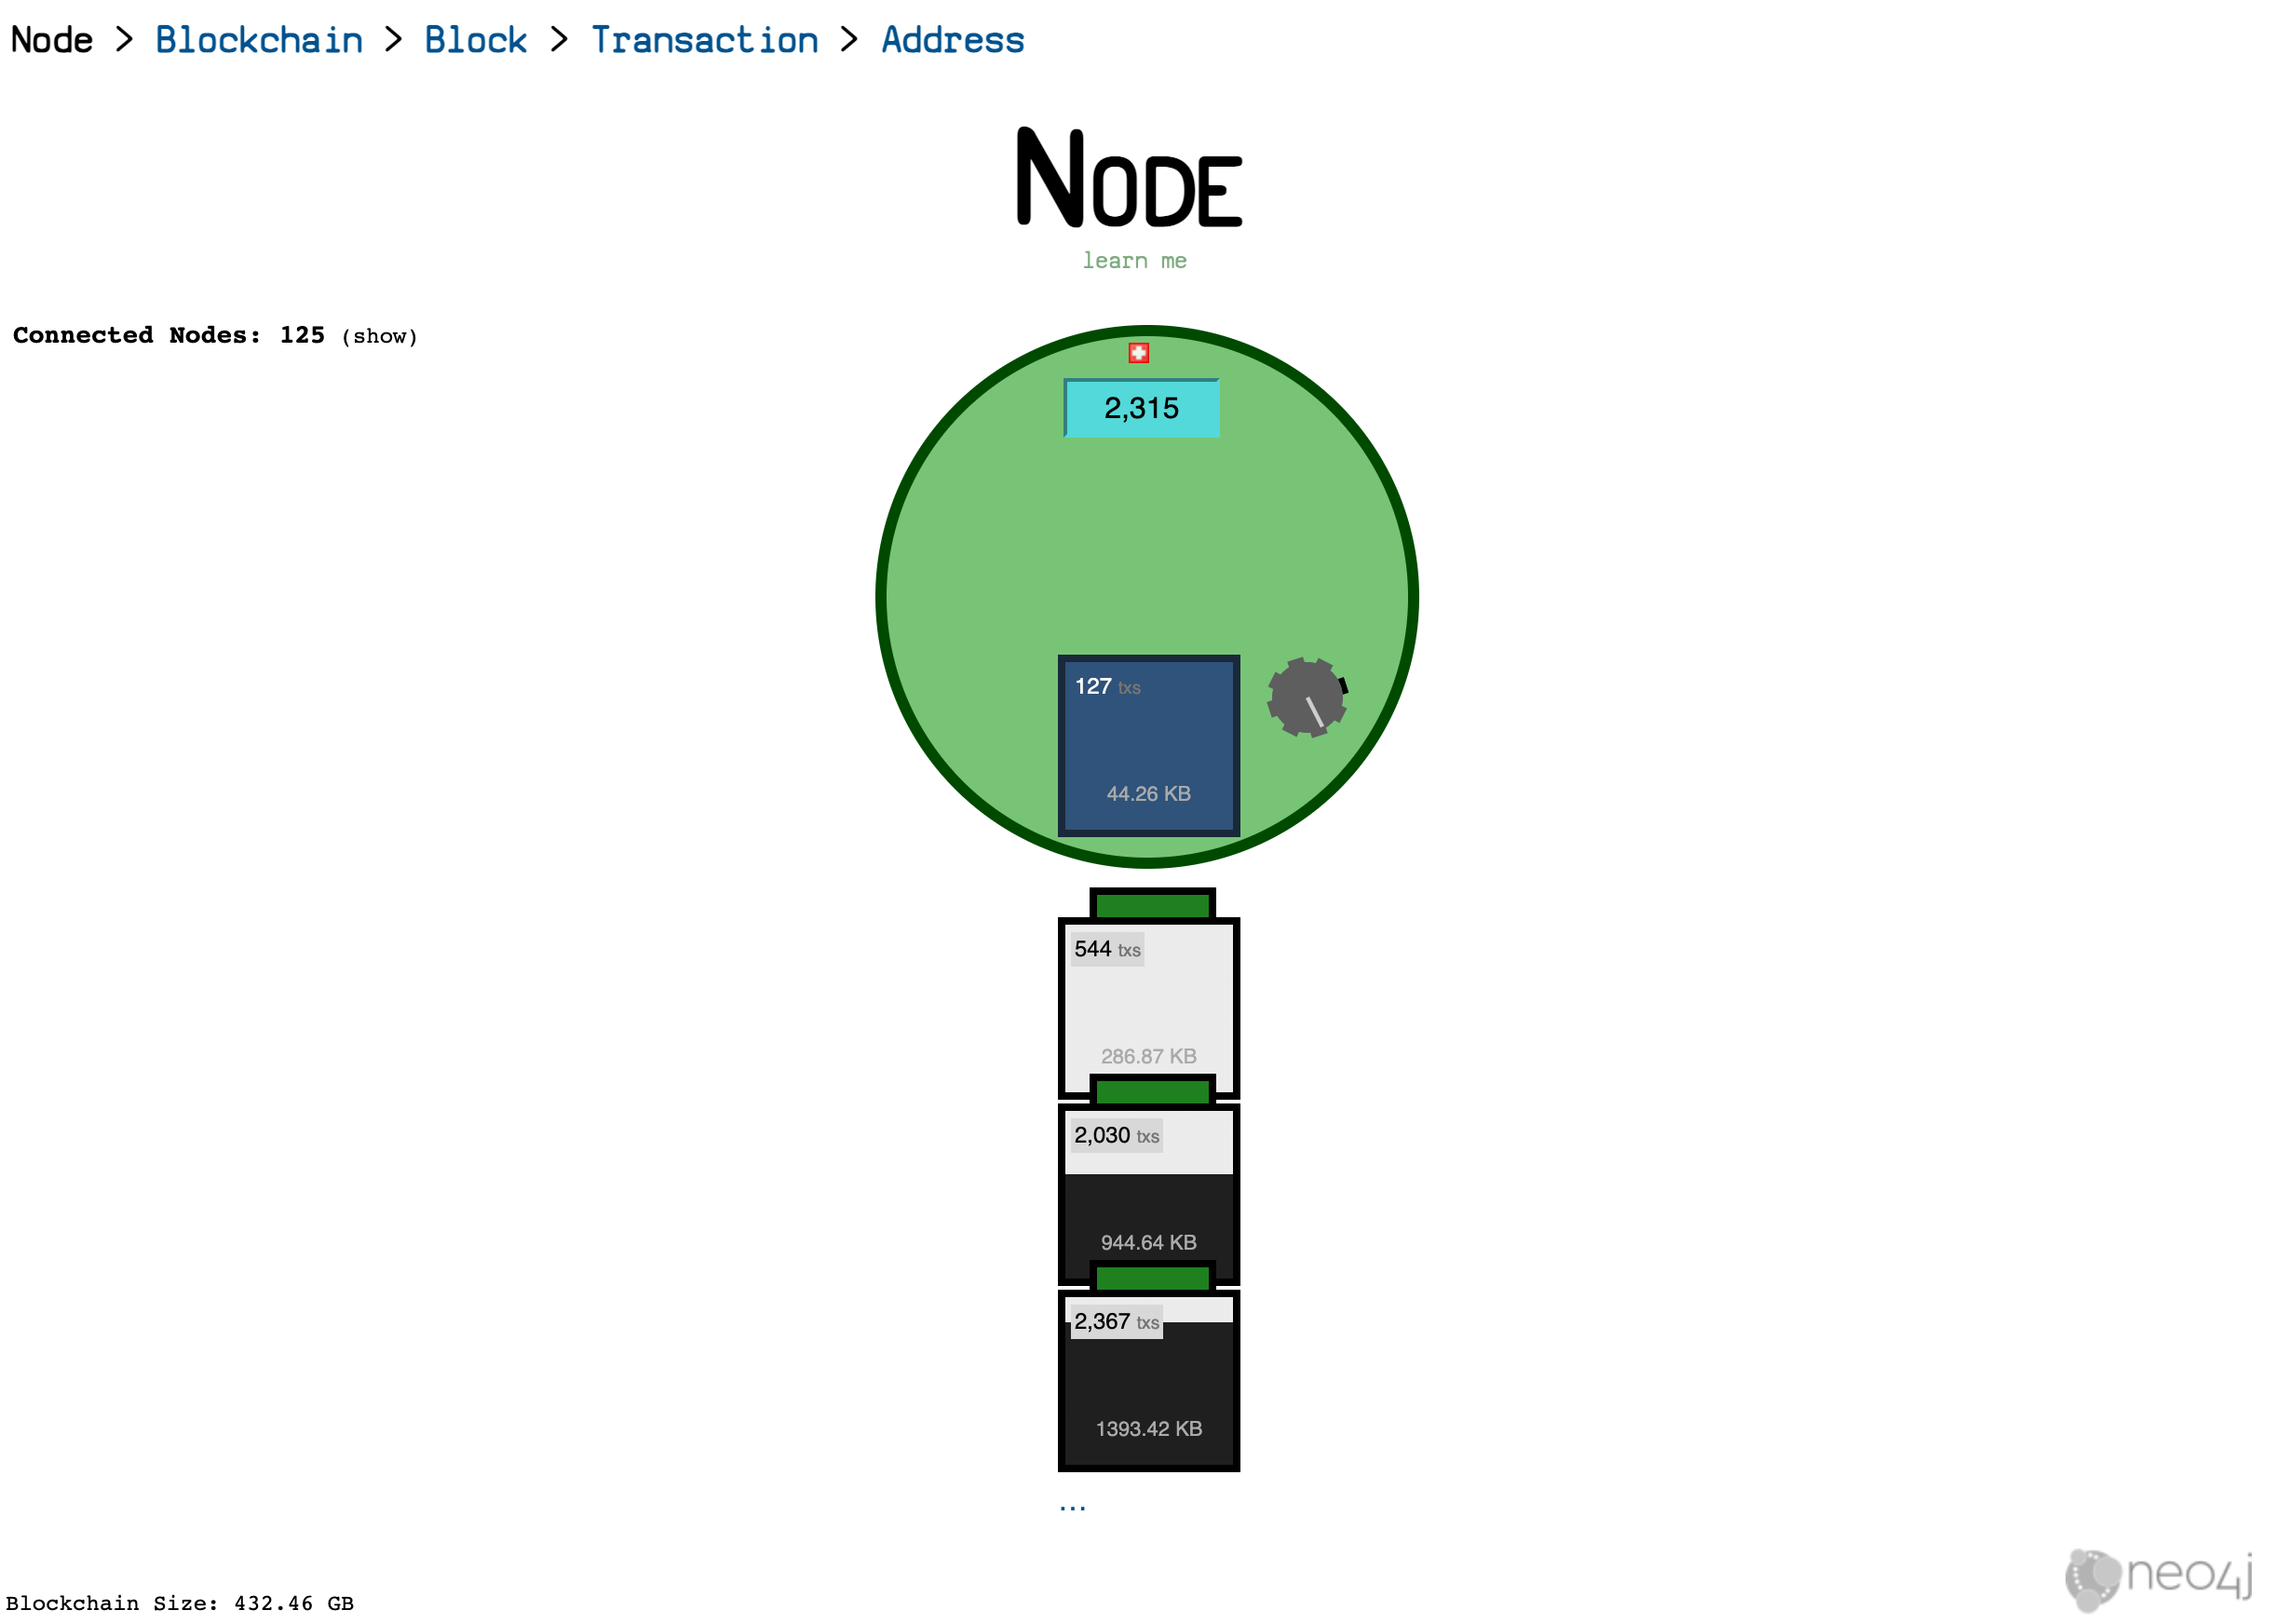 Node > Blockchain > Block > Transaction > Address
NODE
learn me
Connected Nodes: 125 (show)
2,315
127 txs
44.26 KB
544 txs
286.87 KB
2,030 txs
944.64 KB
2,367 txs
1393.42 KB
...
neo4j
Blockchain Size: 432.46 GB